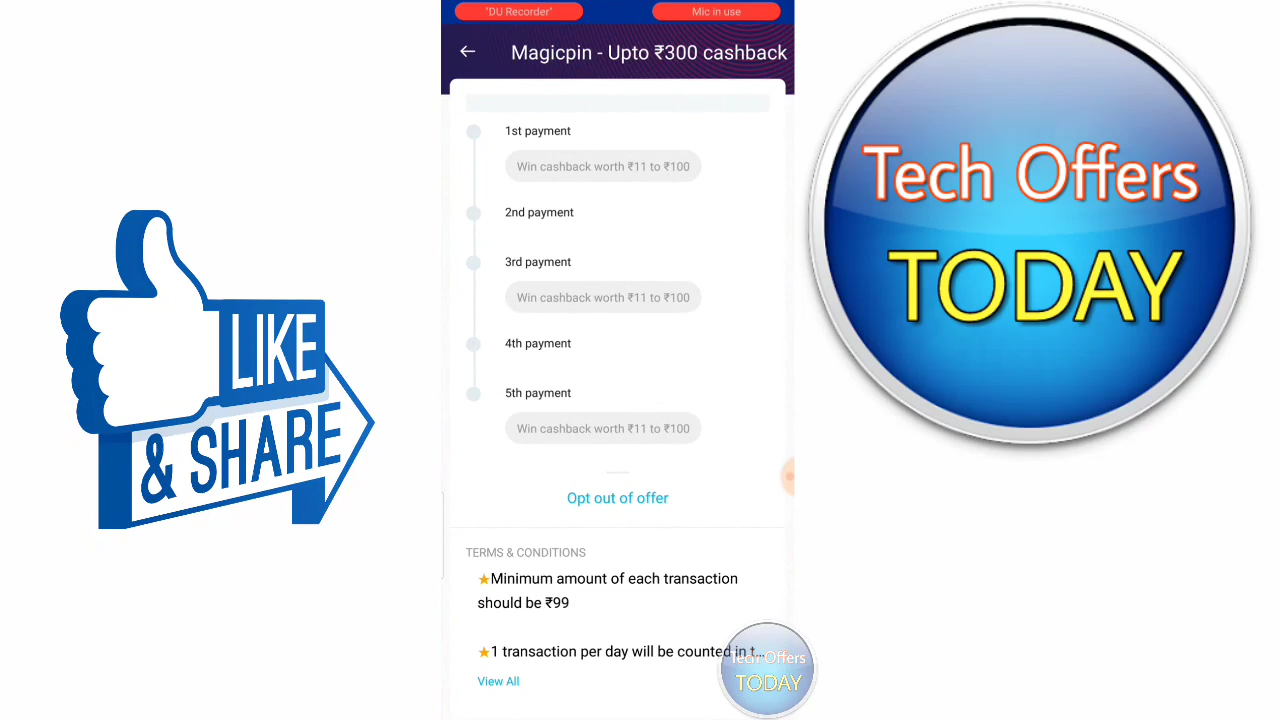 "DU Recorder"
Mic in use
Magicpin - Upto ₹300 cashback
1st payment
Win cashback worth ₹11 to ₹100
2nd payment
3rd payment
Win cashback worth ₹11 to ₹100
4th payment
5th payment
Win cashback worth ₹11 to ₹100
Opt out of offer
TERMS & CONDITIONS
★Minimum amount of each transaction
should be ₹99
★1 transaction per day will be counted in t...
View All
LIKE
& SHARE
Tech Offers
TODAY
Tech Offers
TODAY